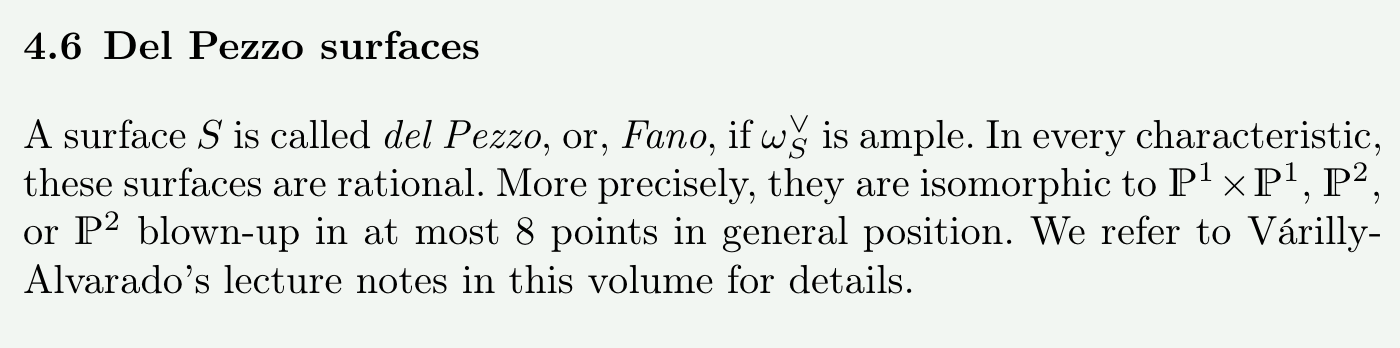 4.6 Del Pezzo surfaces
A surface S is called del Pezzo, or, Fano, if ω_S^∨ is ample. In every characteristic,
these surfaces are rational. More precisely, they are isomorphic to ℙ¹ × ℙ¹, ℙ²,
or ℙ² blown-up in at most 8 points in general position. We refer to Várilly-
Alvarado's lecture notes in this volume for details.